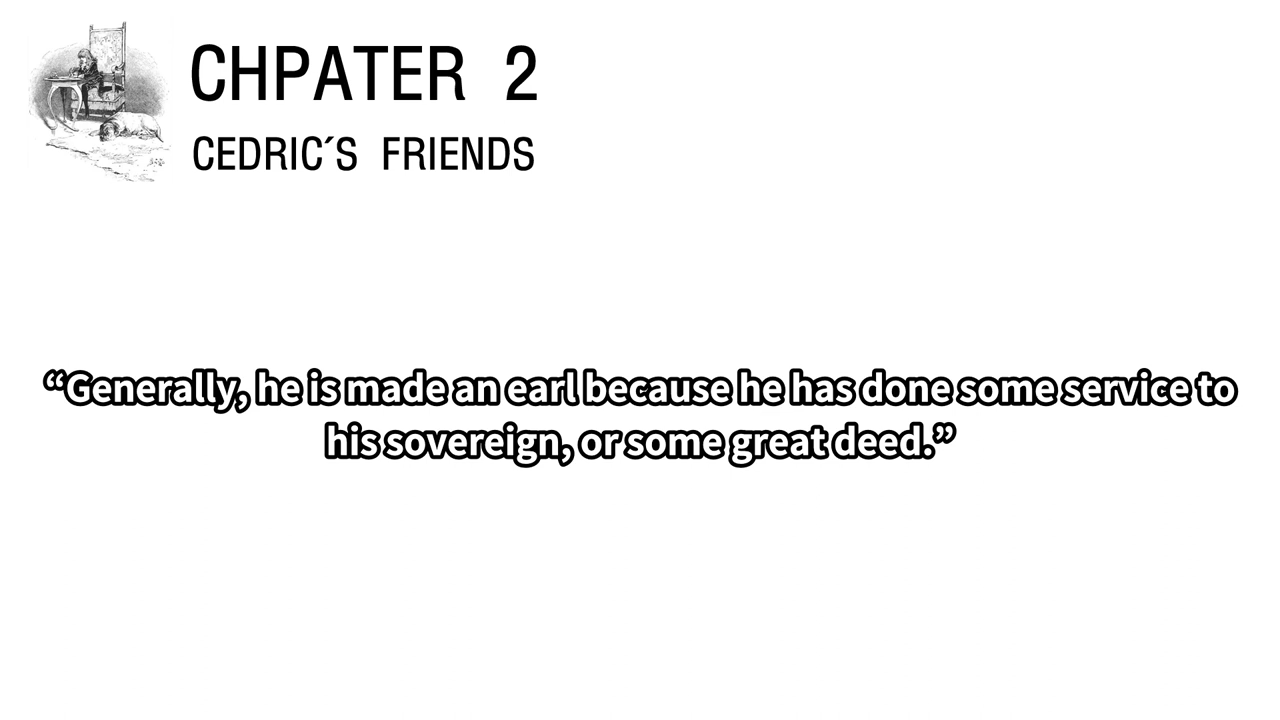 CHPATER 2
CEDRIC´S FRIENDS
“Generally, he is made an earl because he has done some service to
his sovereign, or some great deed.”